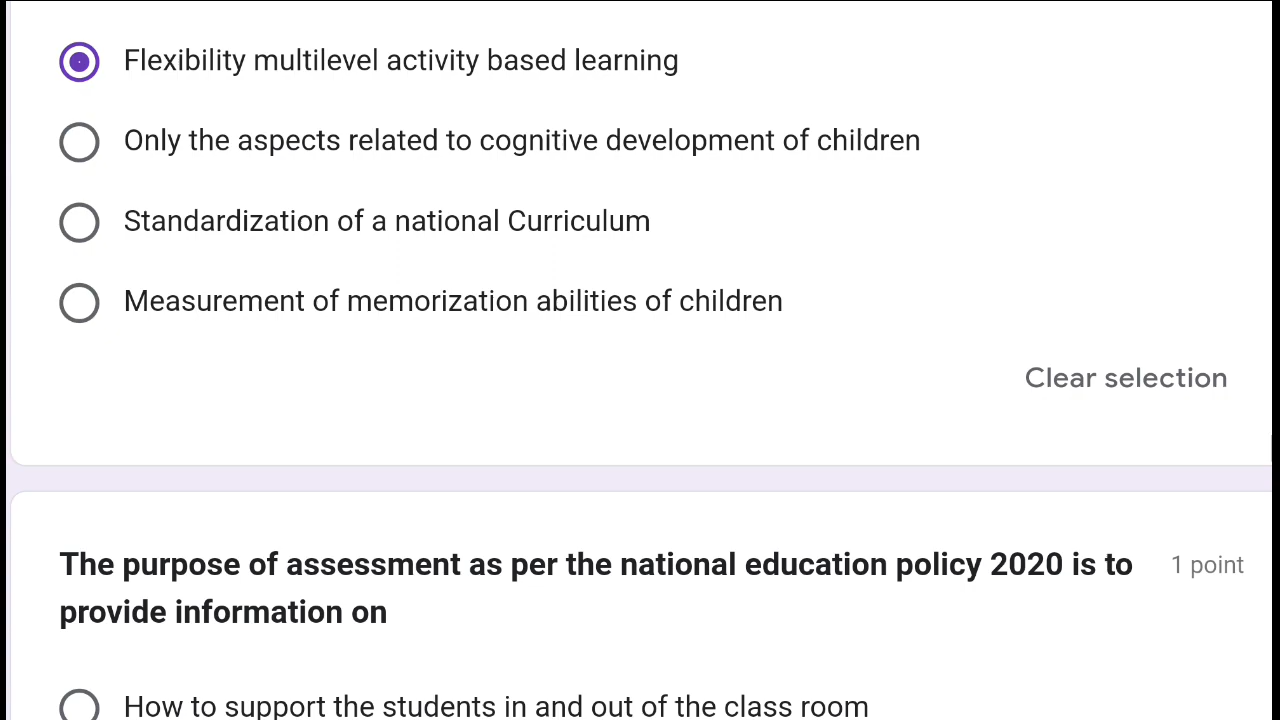 Flexibility multilevel activity based learning
Only the aspects related to cognitive development of children
Standardization of a national Curriculum
Measurement of memorization abilities of children
Clear selection
The purpose of assessment as per the national education policy 2020 is to
1 point
provide information on
How to support the students in and out of the class room